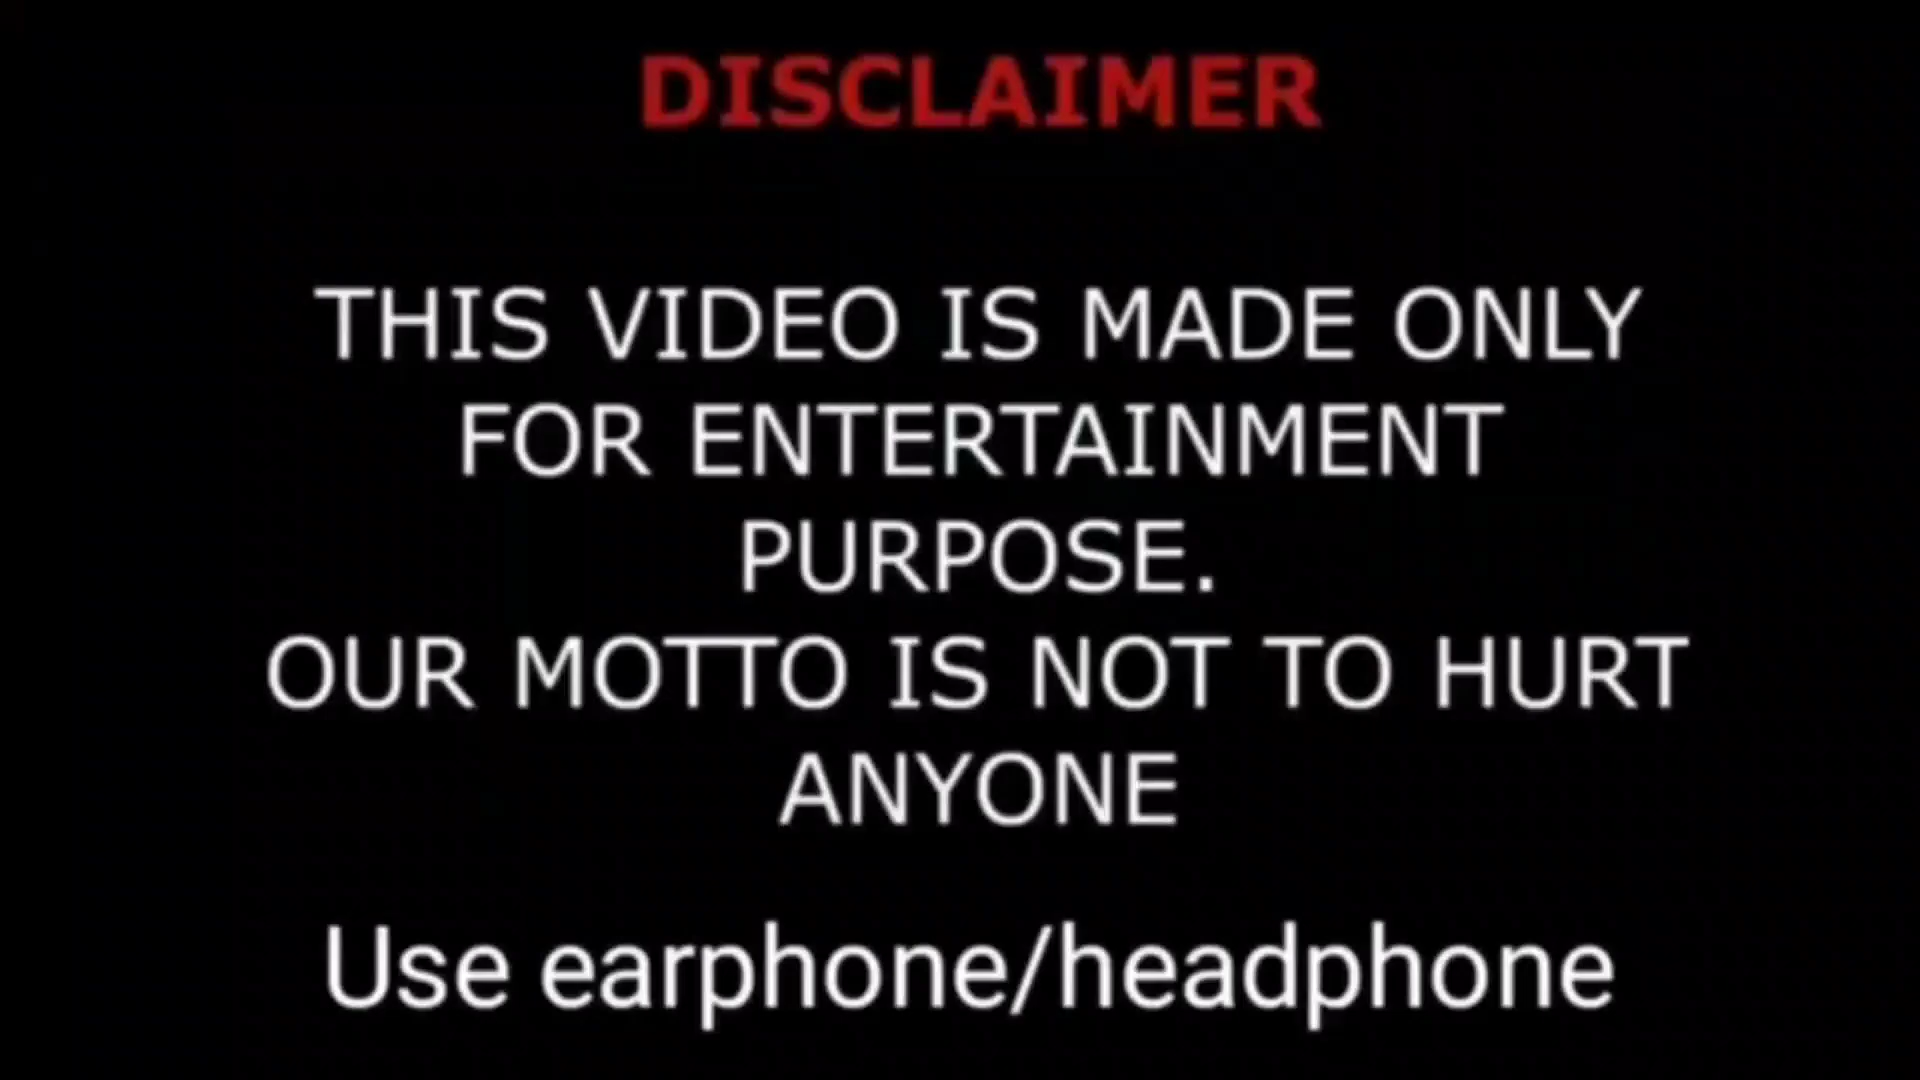 DISCLAIMER
THIS VIDEO IS MADE ONLY
FOR ENTERTAINMENT
PURPOSE.
OUR MOTTO IS NOT TO HURT
ANYONE
Use earphone/headphone